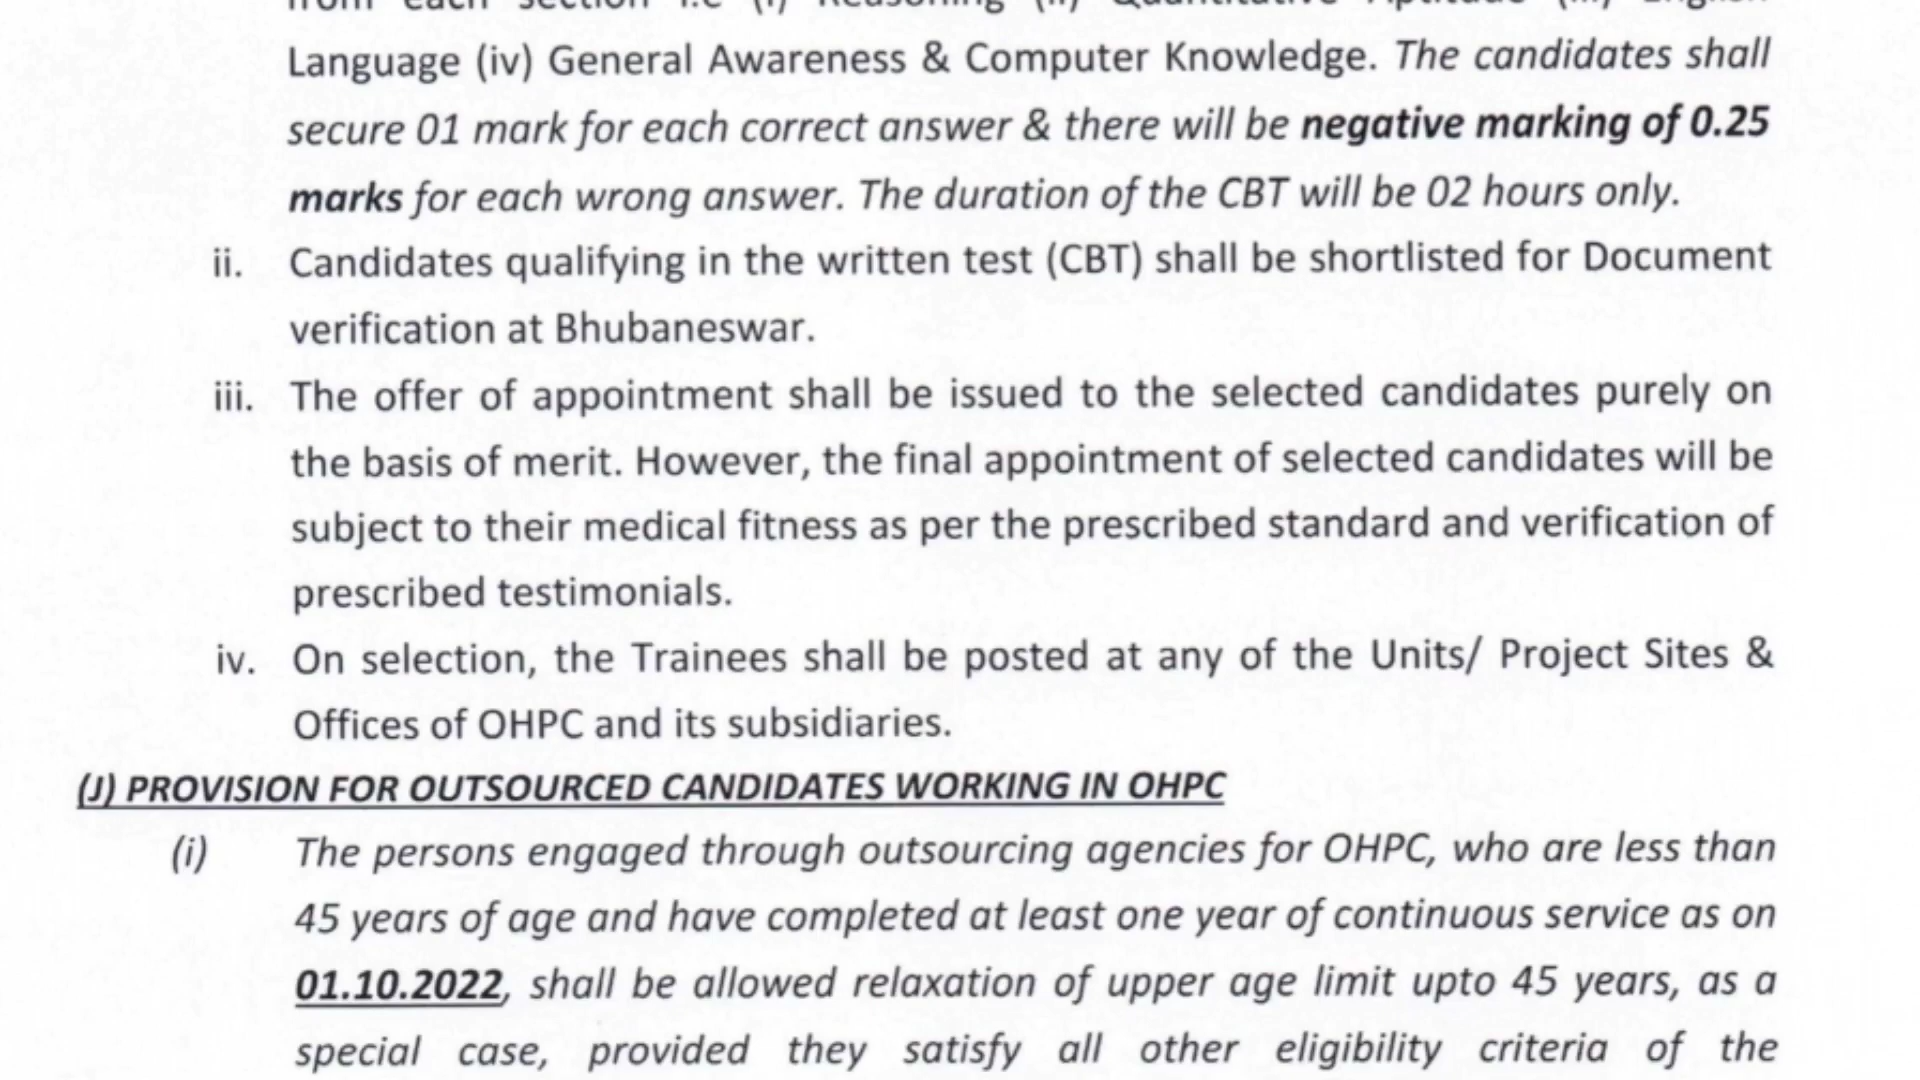 from each section i.e (i) Reasoning (ii) Quantitative Aptitude (iii) English
Language (iv) General Awareness & Computer Knowledge. The candidates shall
secure 01 mark for each correct answer & there will be negative marking of 0.25
marks for each wrong answer. The duration of the CBT will be 02 hours only.
ii. Candidates qualifying in the written test (CBT) shall be shortlisted for Document
verification at Bhubaneswar.
iii. The offer of appointment shall be issued to the selected candidates purely on
the basis of merit. However, the final appointment of selected candidates will be
subject to their medical fitness as per the prescribed standard and verification of
prescribed testimonials.
iv. On selection, the Trainees shall be posted at any of the Units/ Project Sites &
Offices of OHPC and its subsidiaries.
(J) PROVISION FOR OUTSOURCED CANDIDATES WORKING IN OHPC
(i) The persons engaged through outsourcing agencies for OHPC, who are less than
45 years of age and have completed at least one year of continuous service as on
01.10.2022, shall be allowed relaxation of upper age limit upto 45 years, as a
special case, provided they satisfy all other eligibility criteria of the